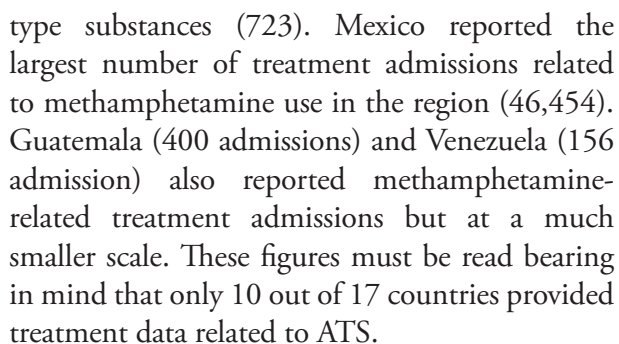 type substances (723). Mexico reported the
largest number of treatment admissions related
to methamphetamine use in the region (46,454).
Guatemala (400 admissions) and Venezuela (156
admission) also reported methamphetamine-
related treatment admissions but at a much
smaller scale. These figures must be read bearing
in mind that only 10 out of 17 countries provided
treatment data related to ATS.